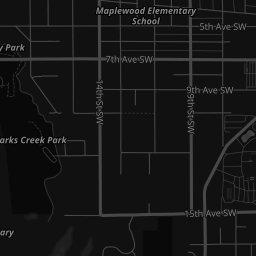 Maplewood Elementary
School
5th Ave SW
Park
7th Ave SW
9th Ave SW
14th-St-SW
9th-St-SW
arks Creek Park
15th Ave SW
ary